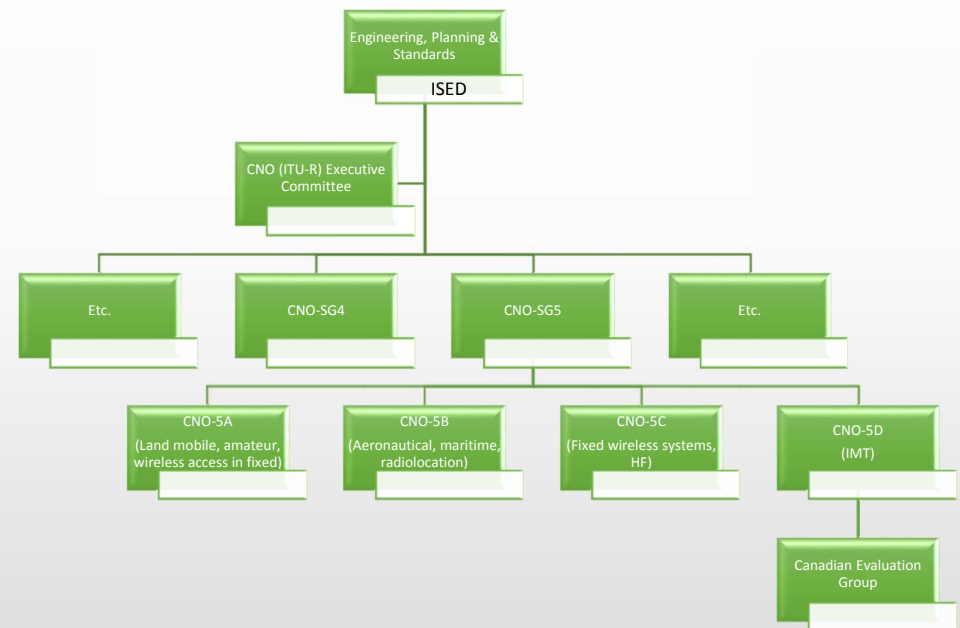 Engineering, Planning &
Standards
ISED
CNO (ITU-R) Executive
Committee
Etc.
CNO-SG4
CNO-SG5
Etc.
CNO-5A
(Land mobile, amateur,
wireless access in fixed)
CNO-5B
(Aeronautical, maritime,
radiolocation)
CNO-5C
(Fixed wireless systems,
HF)
CNO-5D
(IMT)
Canadian Evaluation
Group